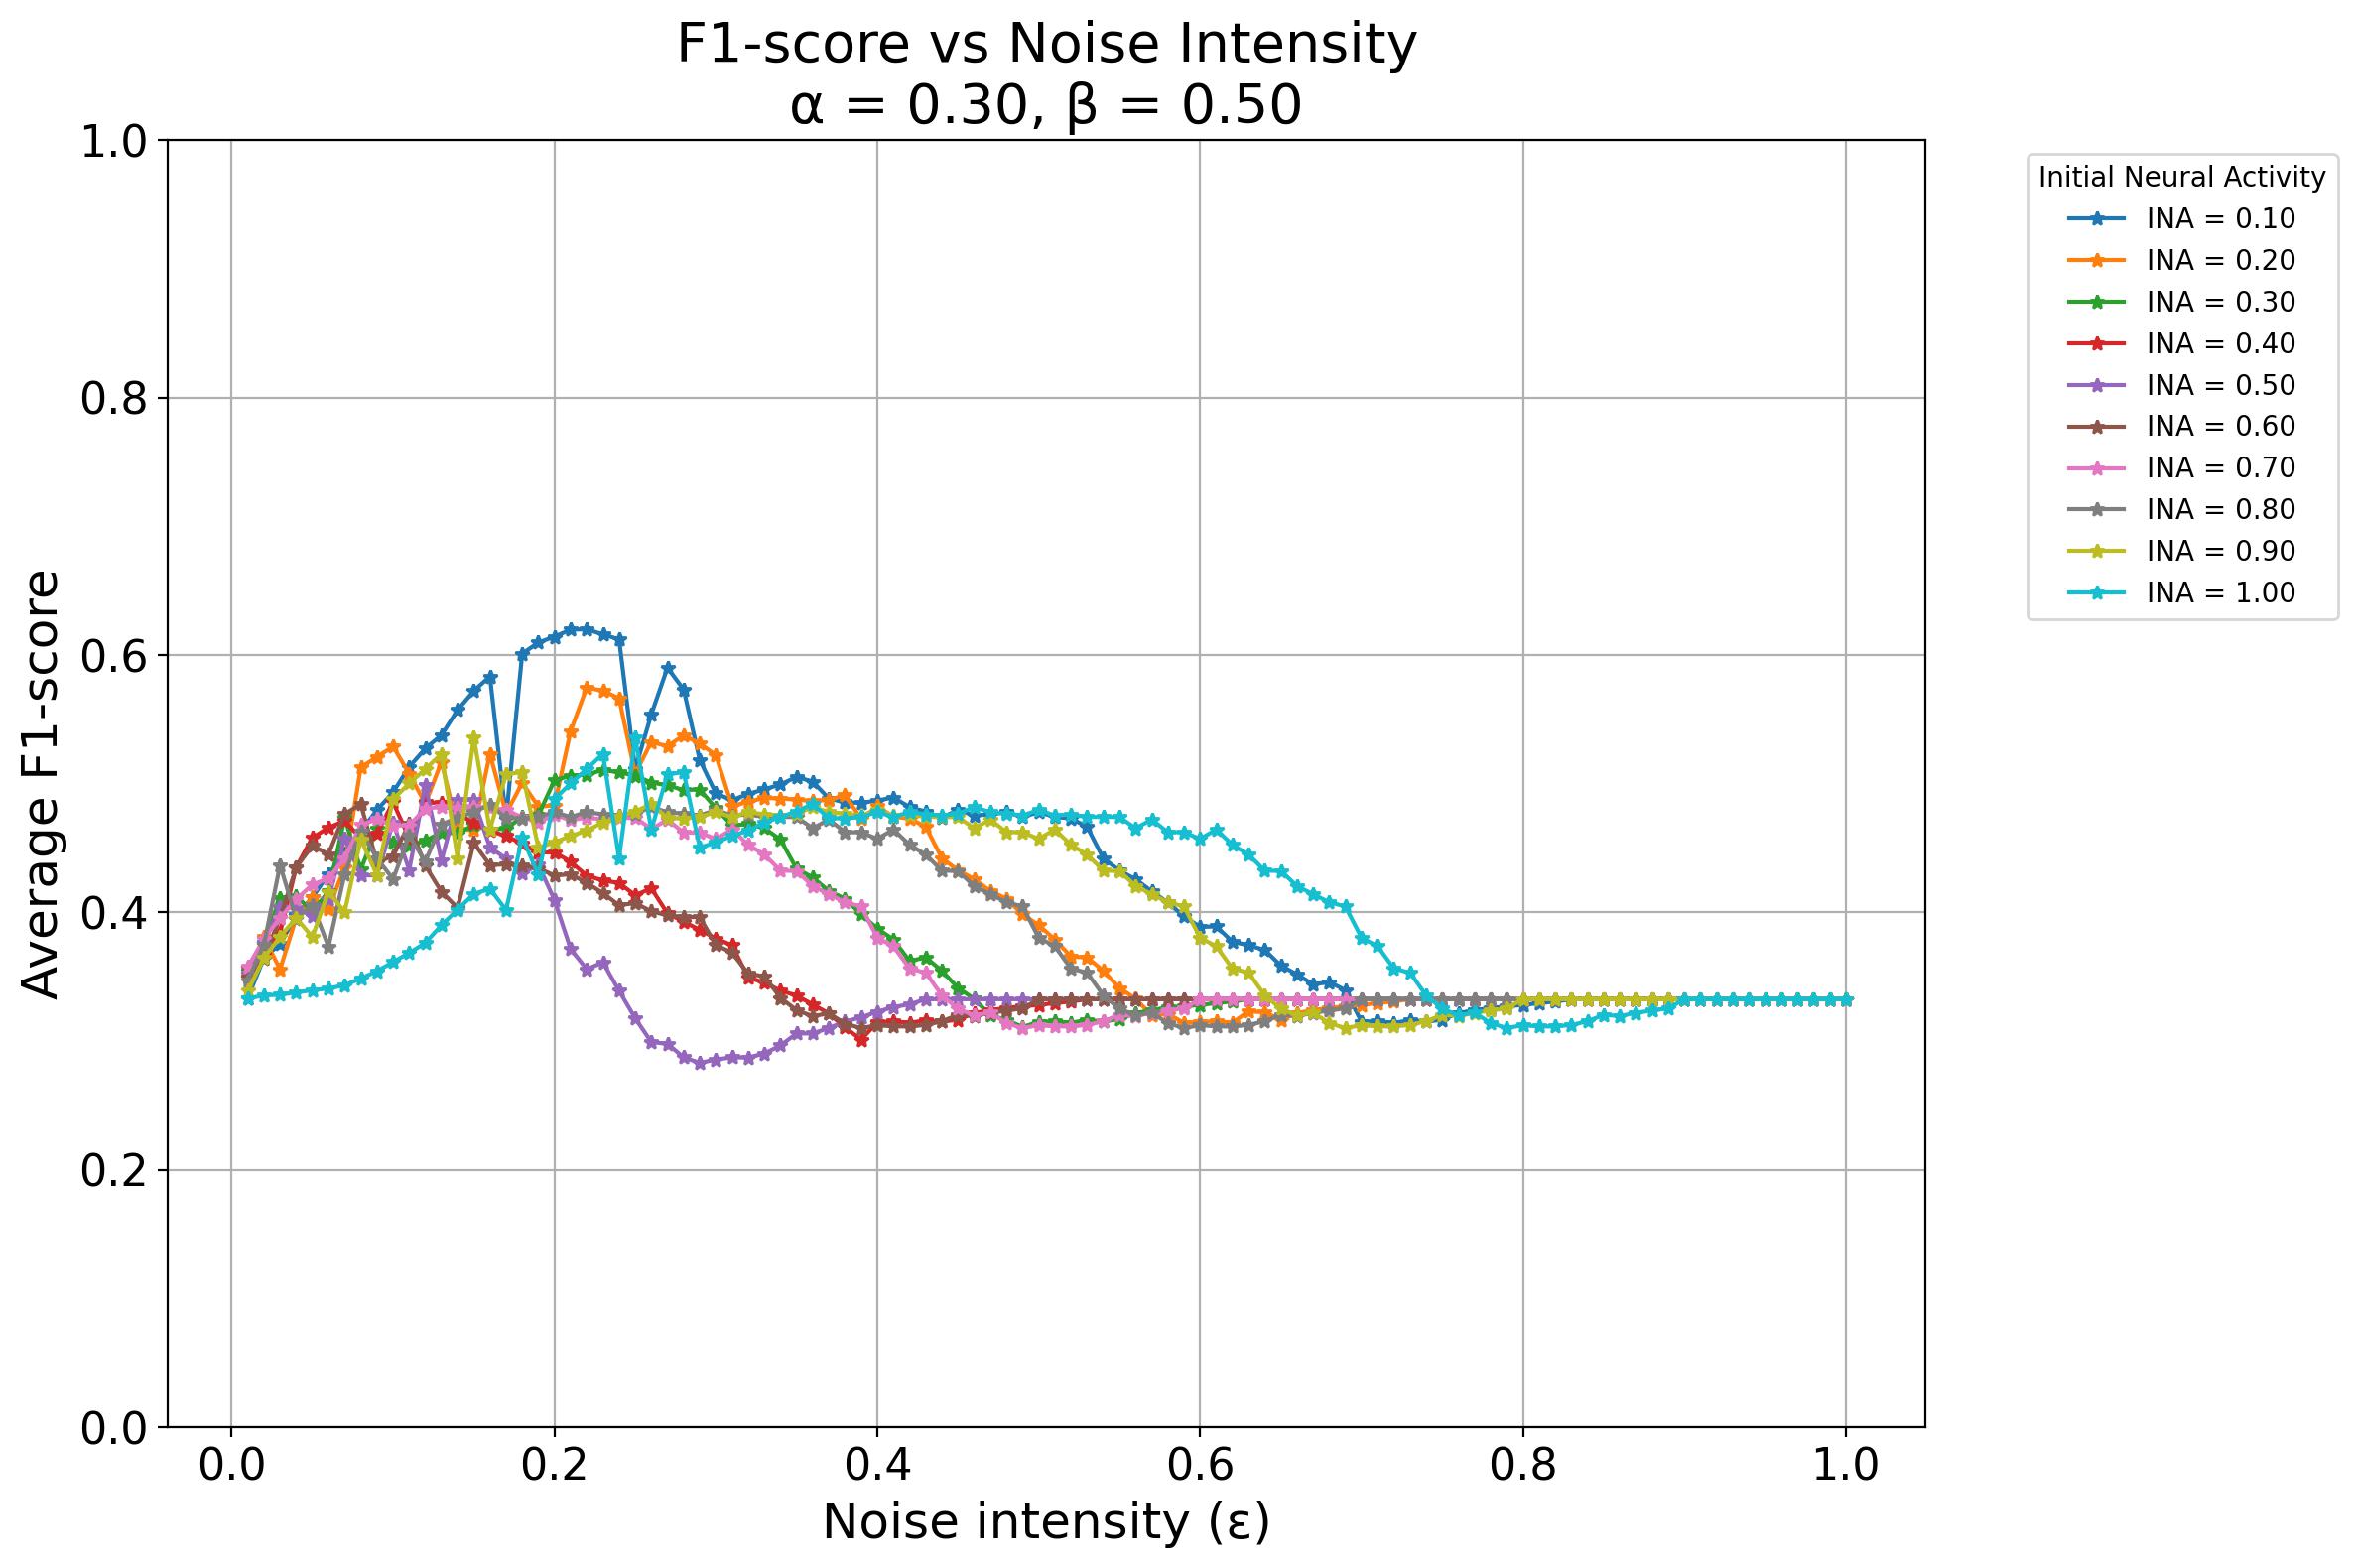 F1-score vs Noise Intensity
α = 0.30, β = 0.50
Average F1-score
1.0
0.8
0.6
0.4
0.2
0.0
0.0 0.2 0.4 0.6 0.8 1.0
Noise intensity (ε)
Initial Neural Activity
INA = 0.10
INA = 0.20
INA = 0.30
INA = 0.40
INA = 0.50
INA = 0.60
INA = 0.70
INA = 0.80
INA = 0.90
INA = 1.00